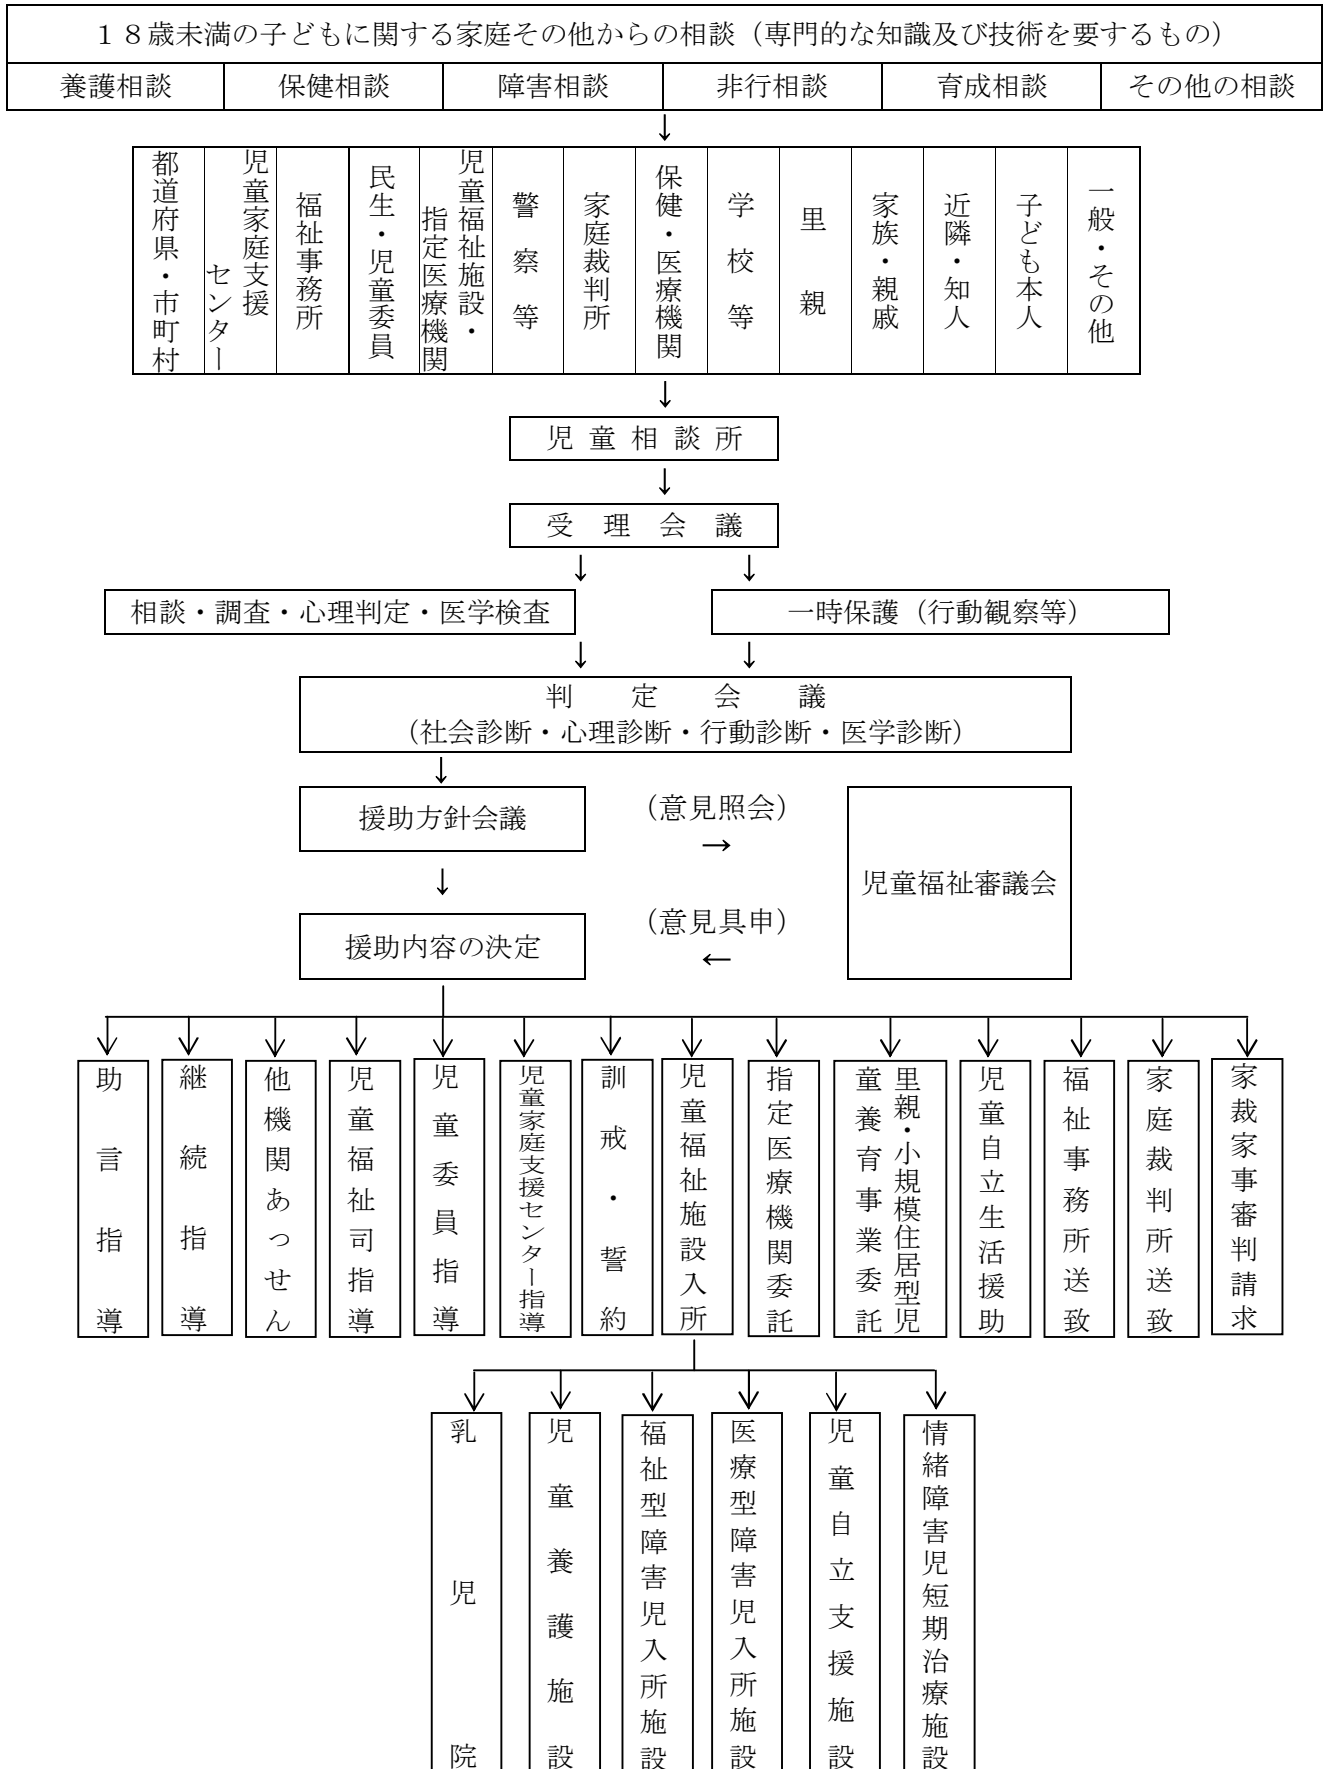 １８歳未満の子どもに関する家庭その他からの相談（専門的な知識及び技術を要するもの）
養護相談
保健相談
障害相談
非行相談
育成相談
その他の相談
↓
都道府県・市町村
児童家庭支援
センター
福祉事務所
民生・児童委員
児童福祉施設・
指定医療機関
警察等
家庭裁判所
保健・医療機関
学校等
里親
家族・親戚
近隣・知人
子ども本人
一般・その他
↓
児童相談所
↓
受理会議
↓ ↓
相談・調査・心理判定・医学検査
一時保護（行動観察等）
↓ ↓
判定会議
（社会診断・心理診断・行動診断・医学診断）
↓
援助方針会議
（意見照会）
→
児童福祉審議会
↓
援助内容の決定
（意見具申）
←
助言指導
継続指導
他機関あっせん
児童福祉司指導
児童委員指導
児童家庭支援センター指導
訓戒・誓約
児童福祉施設入所
指定医療機関委託
里親・小規模住居型児
童養育事業委託
児童自立生活援助
福祉事務所送致
家庭裁判所送致
家裁家事審判請求
乳児院
児童養護施設
福祉型障害児入所施設
医療型障害児入所施設
児童自立支援施設
情緒障害児短期治療施設